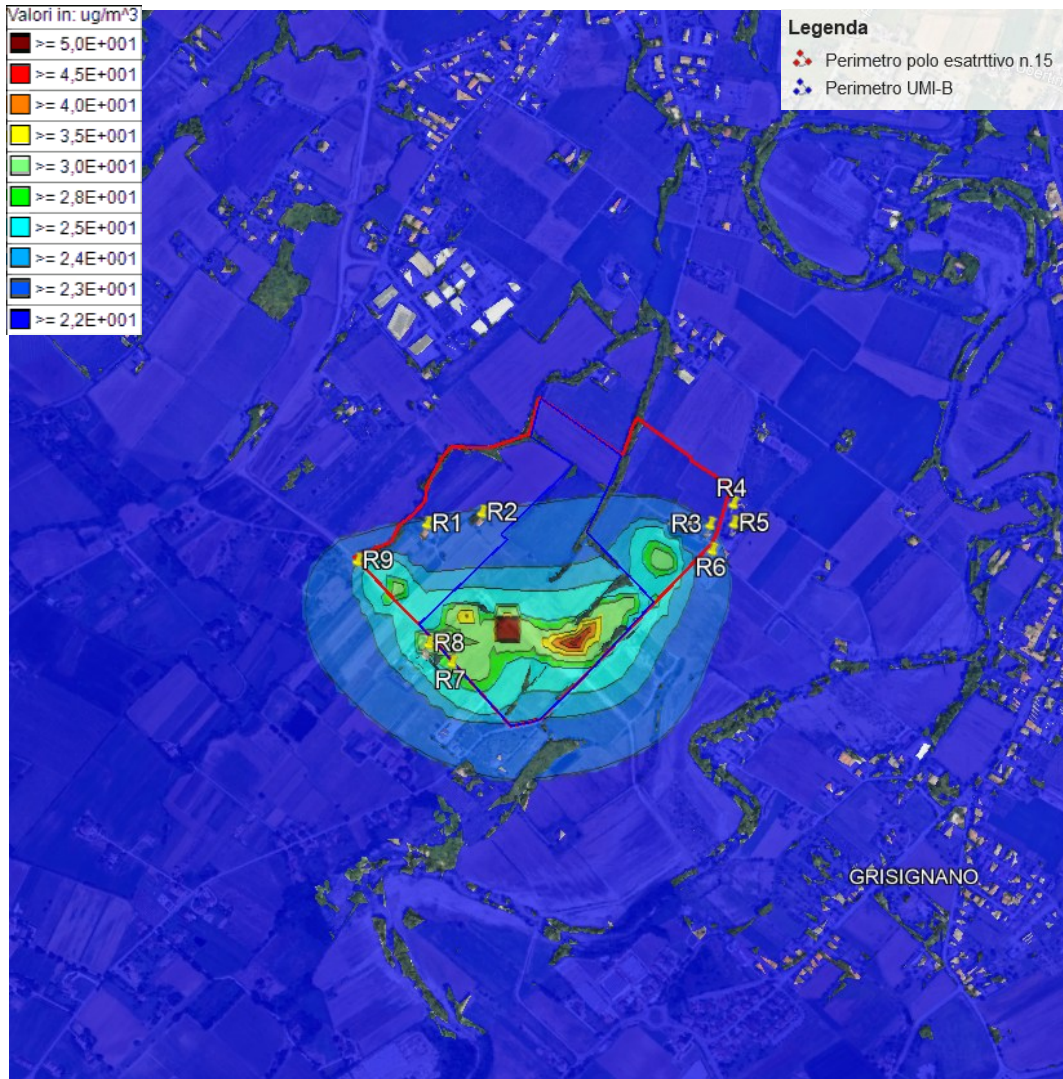 Valori in: ug/m^3
>= 5,0E+001
>= 4,5E+001
>= 4,0E+001
>= 3,5E+001
>= 3,0E+001
>= 2,8E+001
>= 2,5E+001
>= 2,4E+001
>= 2,3E+001
>= 2,2E+001
Legenda
Perimetro polo esatrttivo n.15
Perimetro UMI-B
R4
R1
R2
R3
R5
R9
R6
R8
R7
GRISIGNANO